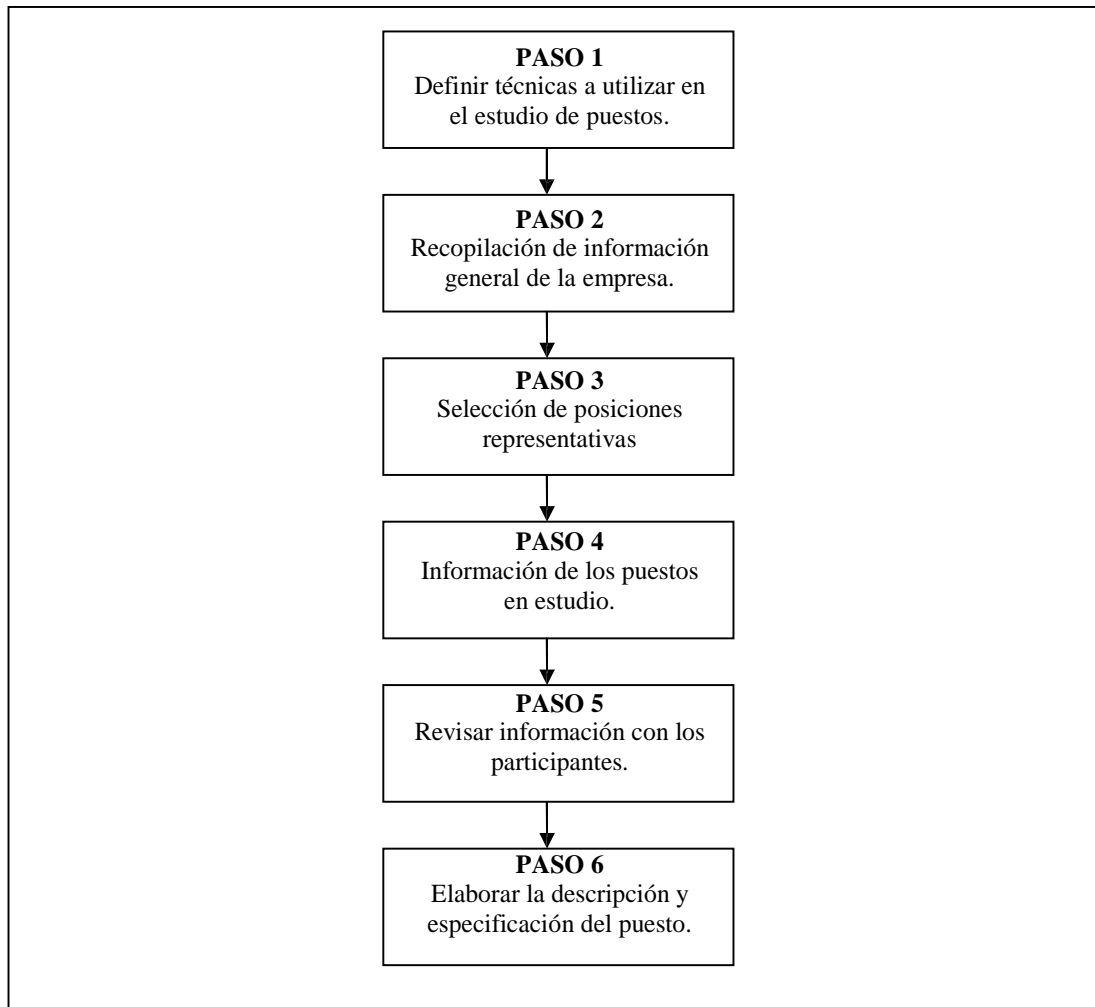 PASO 1
Definir técnicas a utilizar en
el estudio de puestos.
PASO 2
Recopilación de información
general de la empresa.
PASO 3
Selección de posiciones
representativas
PASO 4
Información de los puestos
en estudio.
PASO 5
Revisar información con los
participantes.
PASO 6
Elaborar la descripción y
especificación del puesto.